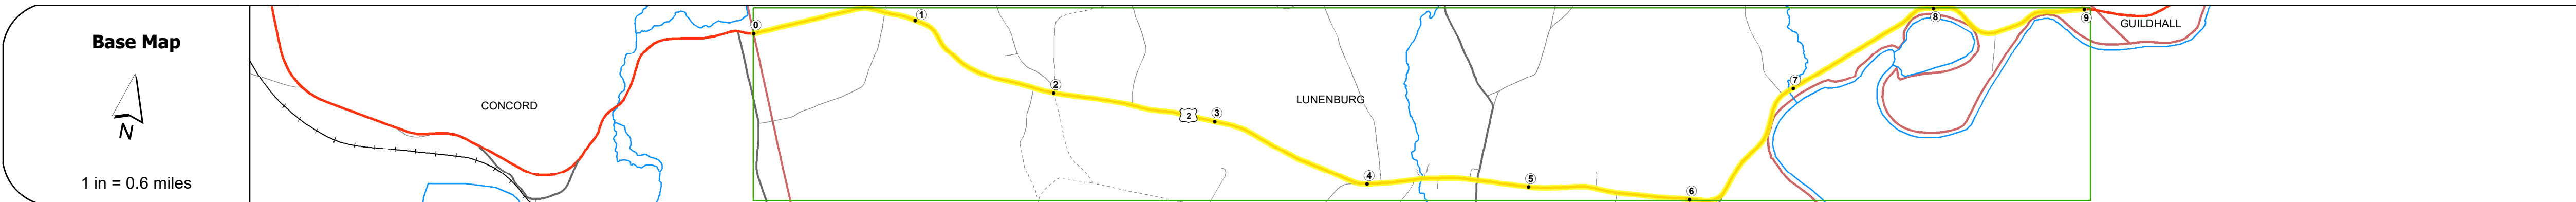 Base Map
N
1 in = 0.6 miles
CONCORD
0
1
2
2
3
LUNENBURG
4
5
6
7
8
9
GUILDHALL